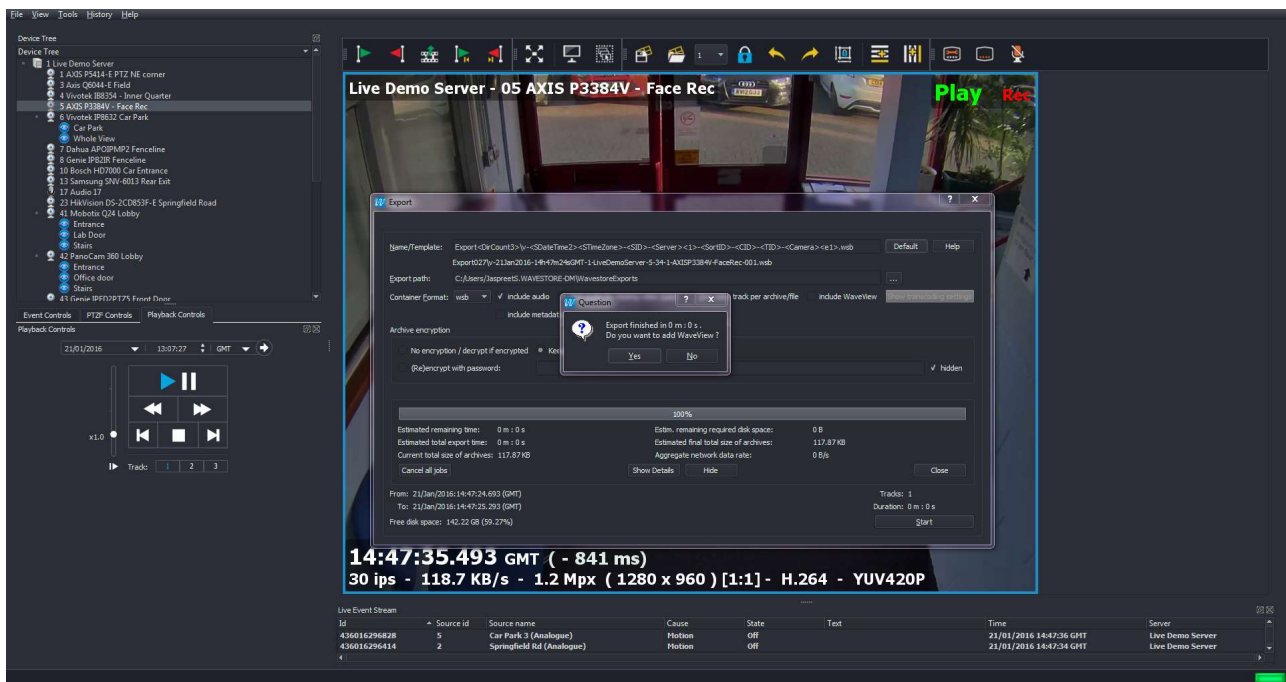 File View Tools History Help
Device Tree
Device Tree
1 Live Demo Server
1 AXIS P5414-E PTZ NE corner
3 Axis Q6044-E Field
4 Vivotek IB8354 - Inner Quarter
5 AXIS P3384V - Face Rec
6 Vivotek IP8632 Car Park
Car Park
Whole View
7 Dahua APOIPMP2 Fenceline
8 Genie IPB2IR Fenceline
10 Bosch HD7000 Car Entrance
13 Samsung SNV-6013 Rear Exit
17 Audio 17
23 HikVision DS-2CD853F-E Springfield Road
41 Mobotix Q24 Lobby
Entrance
Lab Door
Stairs
42 PanoCam 360 Lobby
Entrance
Office door
Stairs
43 Genie IPFD2PTZ5 Front Door
Event Controls PTZF Controls Playback Controls
Playback Controls
21/01/2016 13:07:27 GMT
x1.0
Track: 1 2 3
1
Live Demo Server - 05 AXIS P3384V - Face Rec
Play Rec
Export ? X
Name/Template: Export<DirCount3>\v-<SDateTime2><STimeZone>-<SID>-<Server><1>-<SortID>-<CID>-<TID>-<Camera><e1>.wsb Default Help
Export027\v-21Jan2016-14h47m24sGMT-1-LiveDemoServer-5-34-1-AXISP3384V-FaceRec-001.wsb
Export path: C:/Users/JaspreetS.WAVESTORE-DM/WavestoreExports ...
Container Format: wsb include audio track per archive/file include WaveView Show transcoding settings
include metadat
Archive encryption
No encryption / decrypt if encrypted Kee
(Re)encrypt with password: hidden
Question ? X
Export finished in 0 m : 0 s .
Do you want to add WaveView ?
Yes No
100%
Estimated remaining time: 0 m : 0 s Estim. remaining required disk space: 0 B
Estimated total export time: 0 m : 0 s Estimated final total size of archives: 117.87 KB
Current total size of archives: 117.87 KB Aggregate network data rate: 0 B/s
Cancel all jobs Show Details Hide Close
From: 21/Jan/2016:14:47:24.693 (GMT) Tracks: 1
To: 21/Jan/2016:14:47:25.293 (GMT) Duration: 0 m : 0 s
Free disk space: 142.22 GB (59.27%) Start
14:47:35.493 GMT ( - 841 ms)
30 ips - 118.7 KB/s - 1.2 Mpx ( 1280 x 960 ) [1:1] - H.264 - YUV420P
Live Event Stream
Id Source id Source name Cause State Text Time Server
436016296828 5 Car Park 3 (Analogue) Motion Off 21/01/2016 14:47:36 GMT Live Demo Server
436016296414 2 Springfield Rd (Analogue) Motion Off 21/01/2016 14:47:34 GMT Live Demo Server